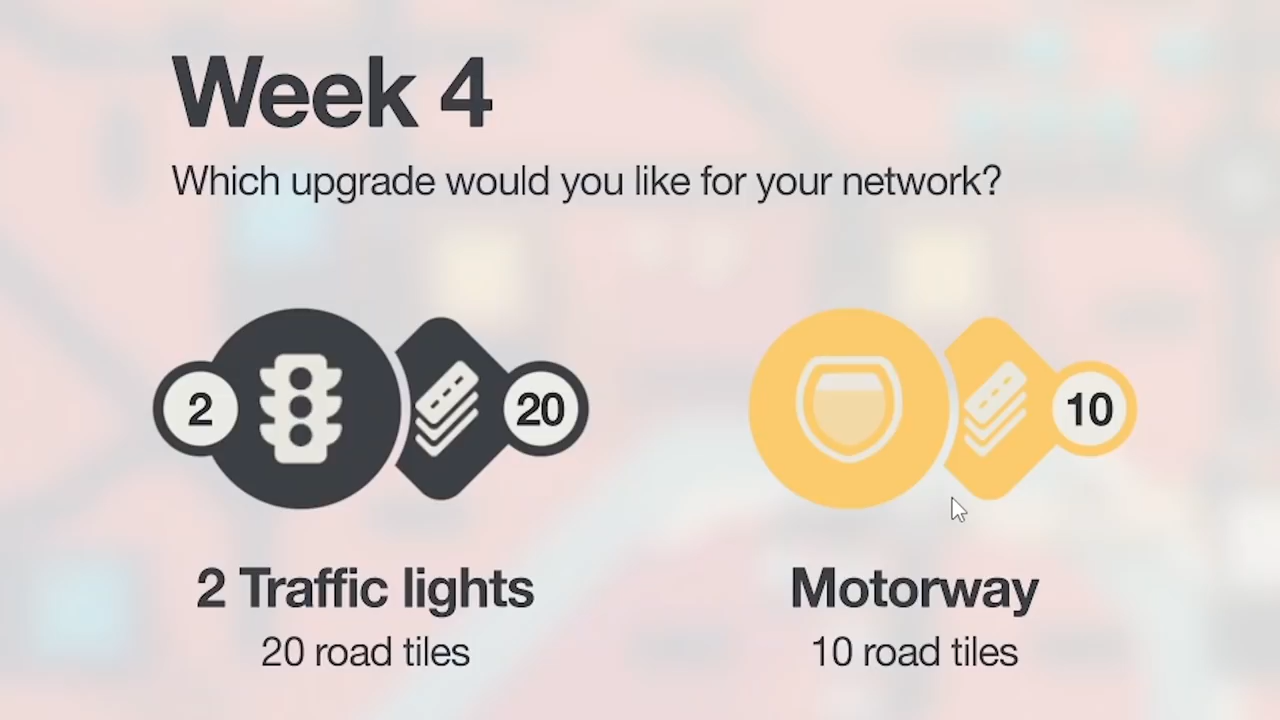 Week 4
Which upgrade would you like for your network?
2 20 10
2 Traffic lights Motorway
20 road tiles 10 road tiles